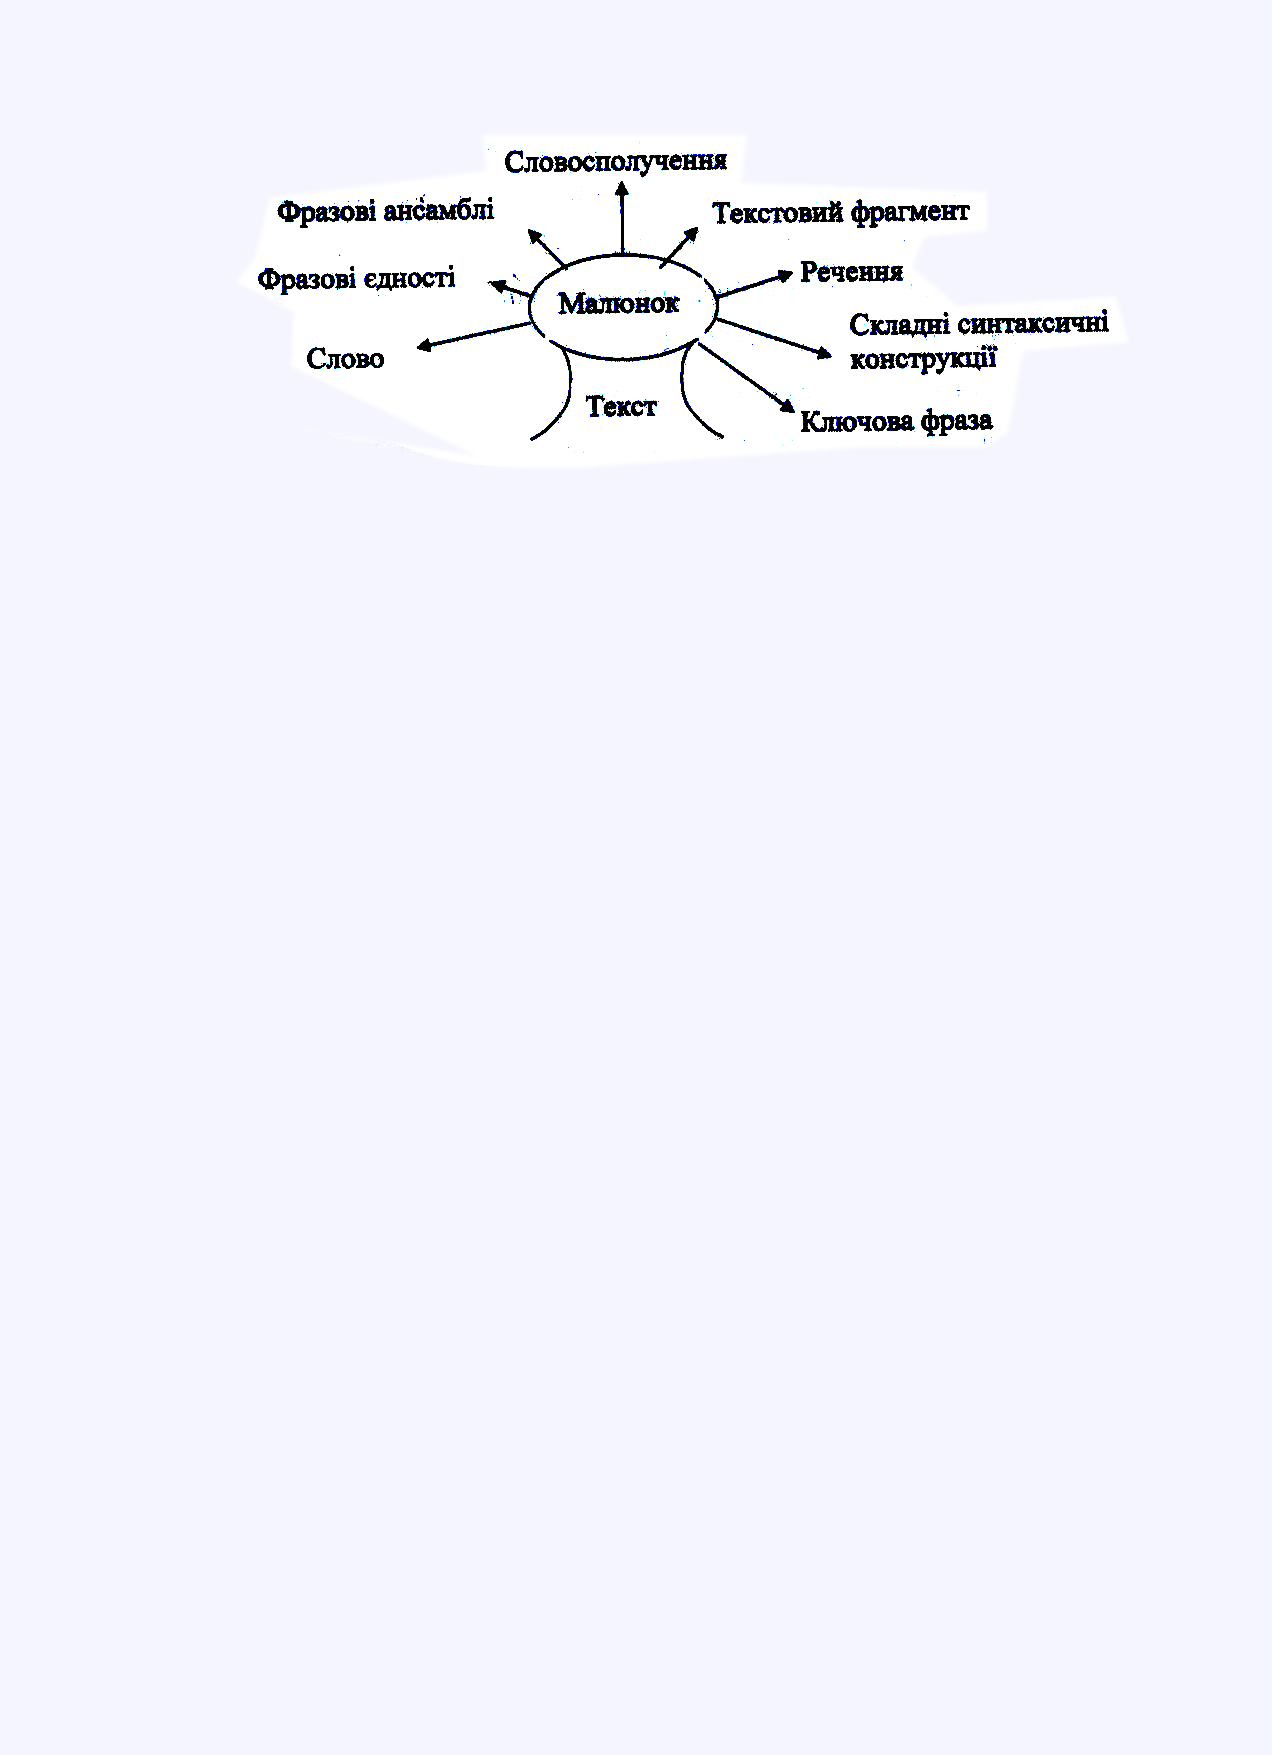 Словосполучення
Фразові ансамблі
Текстовий фрагмент
Фразові єдності
Речення
Малюнок
Складні синтаксичні
конструкції
Слово
Текст
Ключова фраза